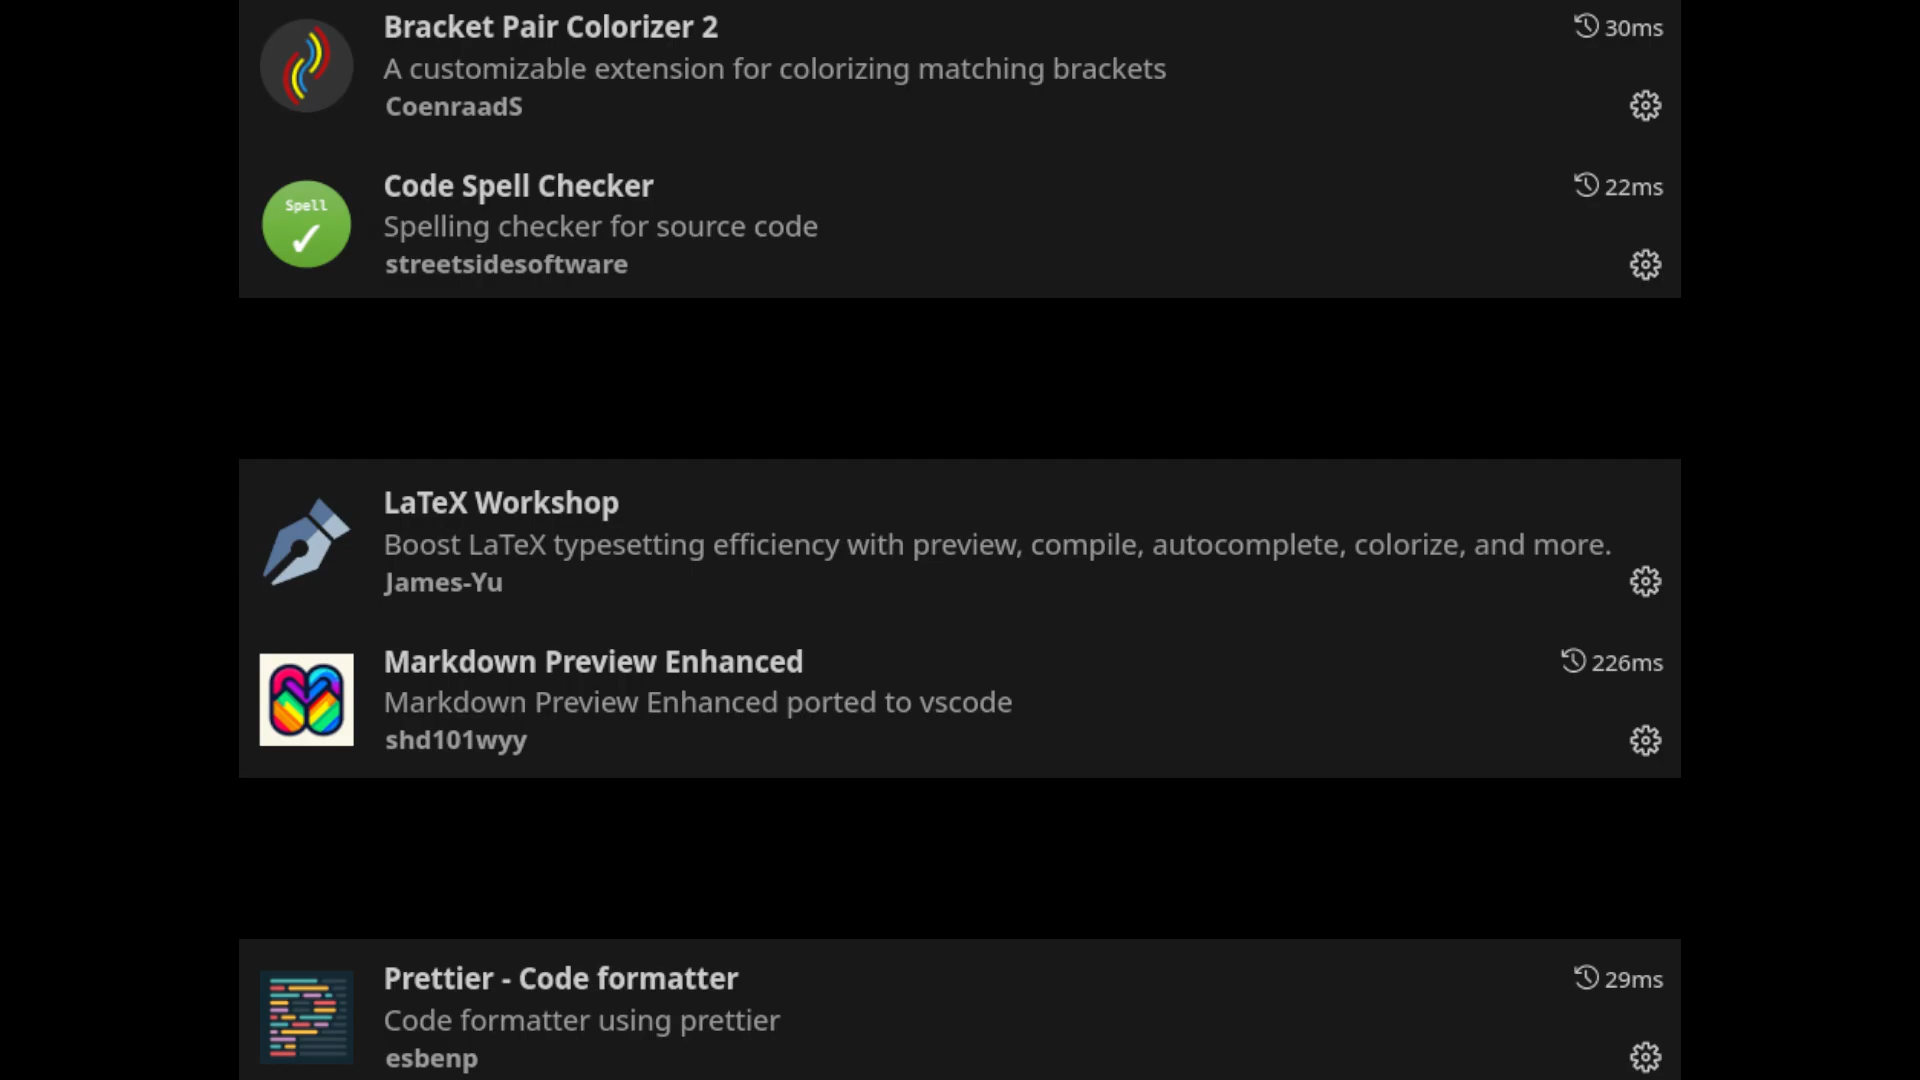 Bracket Pair Colorizer 2
30ms
A customizable extension for colorizing matching brackets
CoenraadS
Spell
Code Spell Checker
22ms
Spelling checker for source code
streetsidesoftware
LaTeX Workshop
Boost LaTeX typesetting efficiency with preview, compile, autocomplete, colorize, and more.
James-Yu
Markdown Preview Enhanced
226ms
Markdown Preview Enhanced ported to vscode
shd101wyy
Prettier - Code formatter
29ms
Code formatter using prettier
esbenp